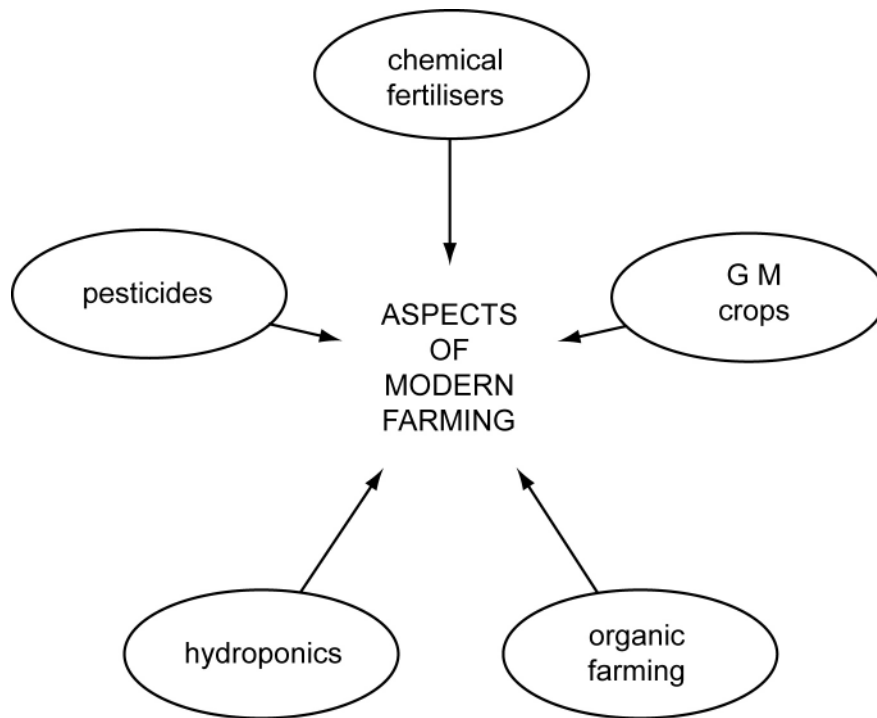 chemical
fertilisers
pesticides
G M
crops
ASPECTS
OF
MODERN
FARMING
hydroponics
organic
farming